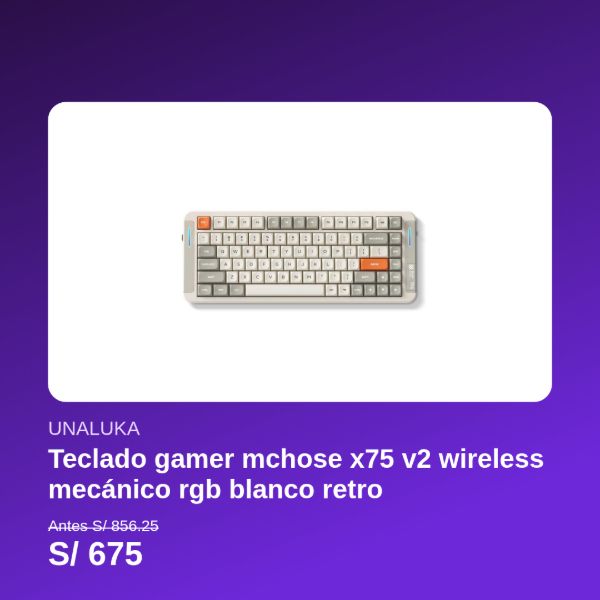 UNALUKA
Teclado gamer mchose x75 v2 wireless
mecánico rgb blanco retro
Antes S/ 856.25
S/ 675